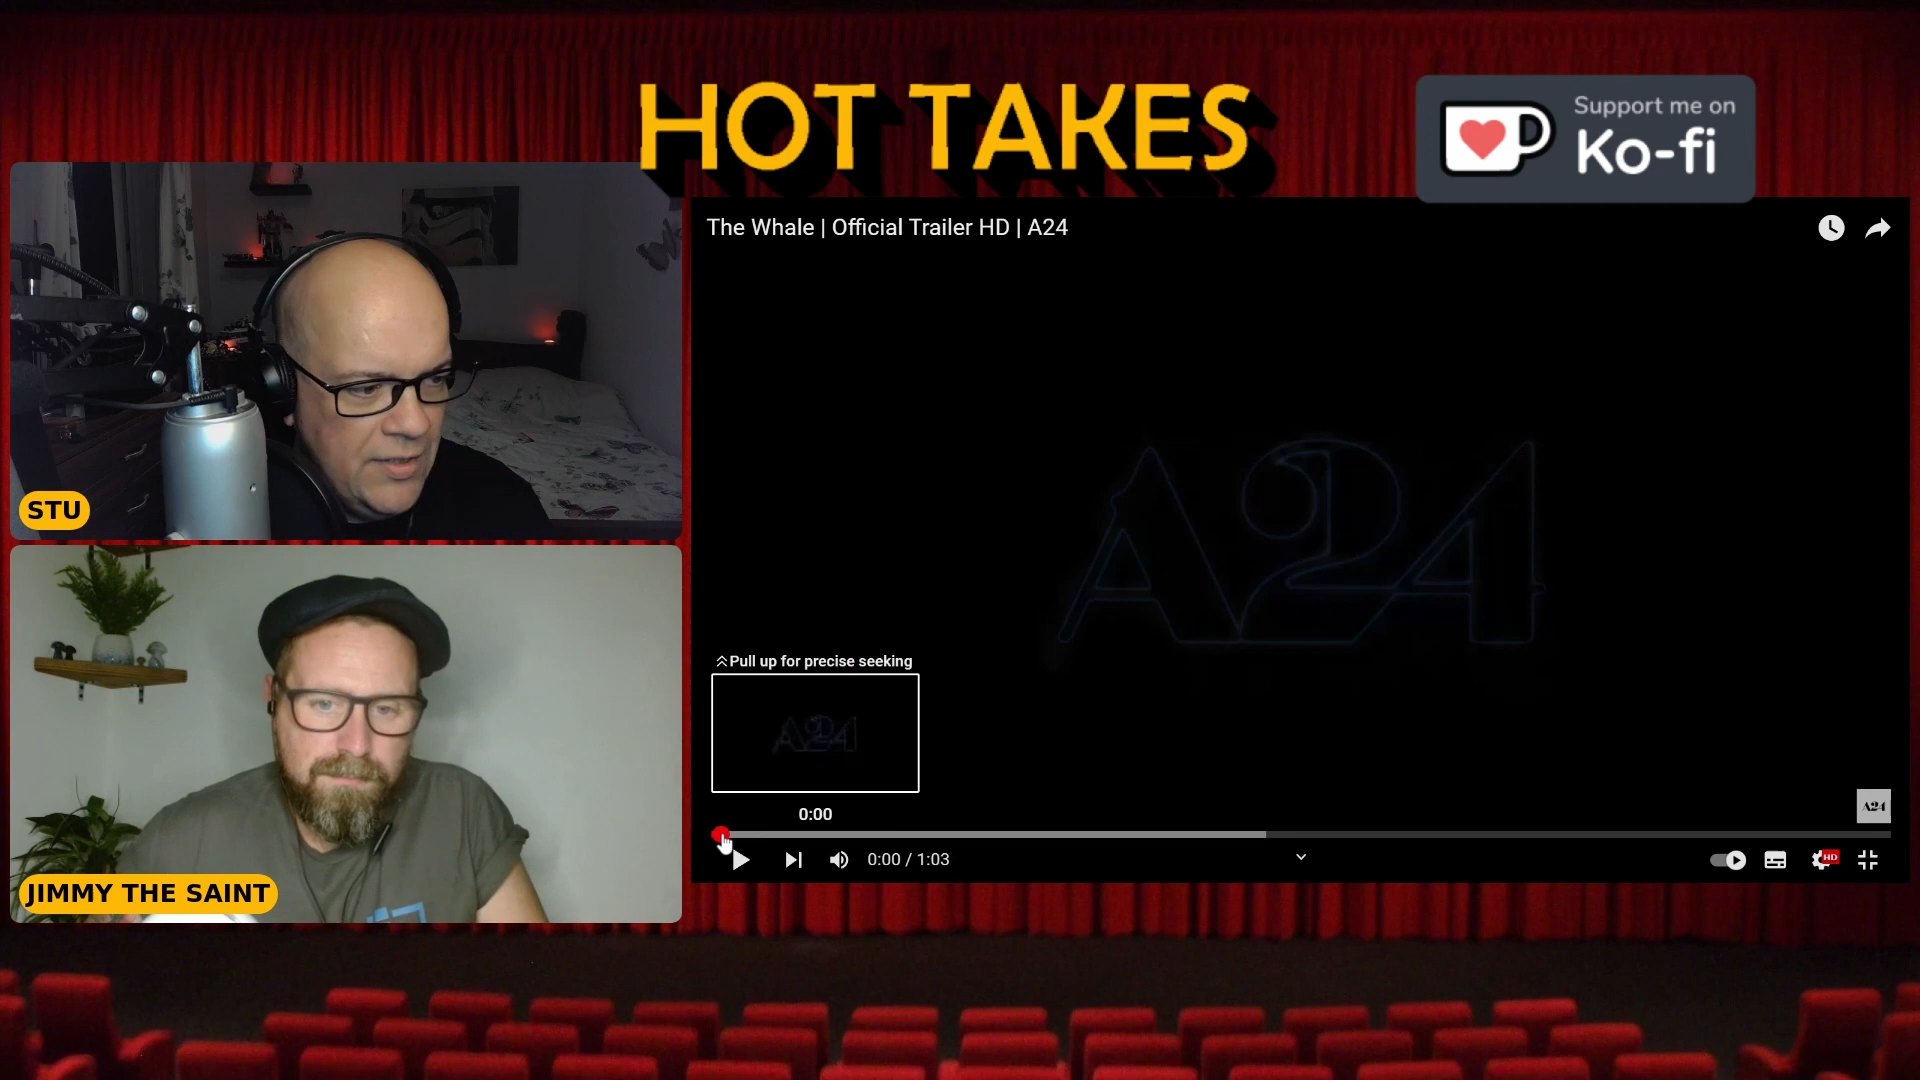 HOT TAKES
Support me on
Ko-fi
The Whale | Official Trailer HD | A24
A24
STU
Pull up for precise seeking
A24
0:00
A24
0:00 / 1:03
HD
JIMMY THE SAINT